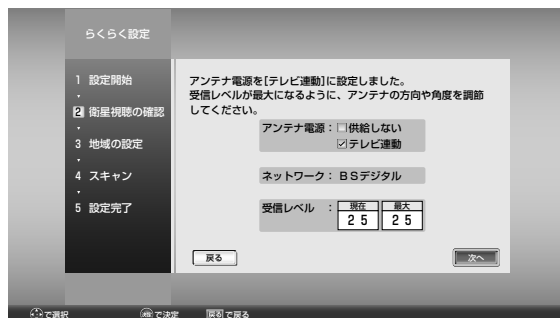 らくらく設定
1 設定開始
2 衛星視聴の確認
3 地域の設定
4 スキャン
5 設定完了
アンテナ電源を[テレビ連動]に設定しました。
受信レベルが最大になるように、アンテナの方向や角度を調節
してください。
アンテナ電源：□供給しない
☑テレビ連動
ネットワーク：BSデジタル
受信レベル ： 現在 最大
25 25
戻る 次へ
で選択 決定 で決定 戻る で戻る